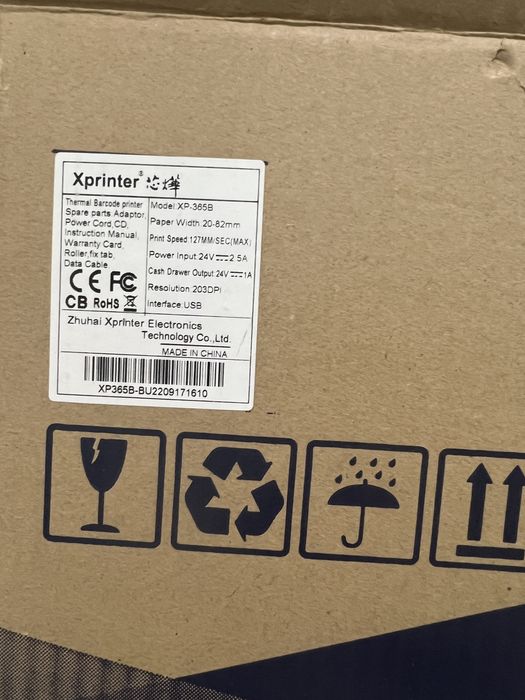 Xprinter® 芯烨
Thermal Barcode printer
Spare parts Adaptor,
Power Cord,CD,
Instruction Manual,
Warranty Card,
Roller,fix tab,
Data Cable
CE FC
CB RoHS
Model:XP-365B
Paper Width:20-82mm
Print Speed:127MM/SEC(MAX)
Power Input:24V⎓2.5A
Cash Drawer Output:24V⎓1A
Resolution:203DPI
Interface:USB
Zhuhai Xprinter Electronics
Technology Co.,Ltd.
MADE IN CHINA
XP365B-BU2209171610